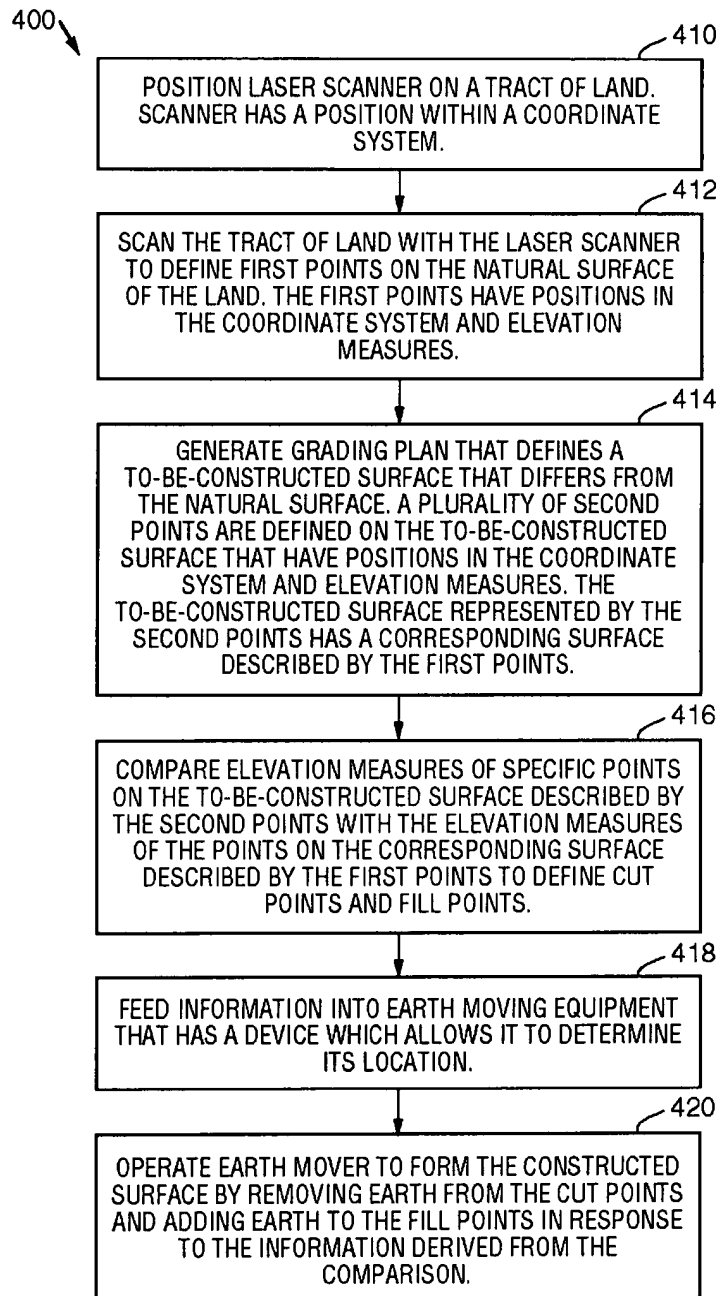 400
410
POSITION LASER SCANNER ON A TRACT OF LAND.
SCANNER HAS A POSITION WITHIN A COORDINATE
SYSTEM.
412
SCAN THE TRACT OF LAND WITH THE LASER SCANNER
TO DEFINE FIRST POINTS ON THE NATURAL SURFACE
OF THE LAND. THE FIRST POINTS HAVE POSITIONS IN
THE COORDINATE SYSTEM AND ELEVATION
MEASURES.
414
GENERATE GRADING PLAN THAT DEFINES A
TO-BE-CONSTRUCTED SURFACE THAT DIFFERS FROM
THE NATURAL SURFACE. A PLURALITY OF SECOND
POINTS ARE DEFINED ON THE TO-BE-CONSTRUCTED
SURFACE THAT HAVE POSITIONS IN THE COORDINATE
SYSTEM AND ELEVATION MEASURES. THE
TO-BE-CONSTRUCTED SURFACE REPRESENTED BY THE
SECOND POINTS HAS A CORRESPONDING SURFACE
DESCRIBED BY THE FIRST POINTS.
416
COMPARE ELEVATION MEASURES OF SPECIFIC POINTS
ON THE TO-BE-CONSTRUCTED SURFACE DESCRIBED BY
THE SECOND POINTS WITH THE ELEVATION MEASURES
OF THE POINTS ON THE CORRESPONDING SURFACE
DESCRIBED BY THE FIRST POINTS TO DEFINE CUT
POINTS AND FILL POINTS.
418
FEED INFORMATION INTO EARTH MOVING EQUIPMENT
THAT HAS A DEVICE WHICH ALLOWS IT TO DETERMINE
ITS LOCATION.
420
OPERATE EARTH MOVER TO FORM THE CONSTRUCTED
SURFACE BY REMOVING EARTH FROM THE CUT POINTS
AND ADDING EARTH TO THE FILL POINTS IN RESPONSE
TO THE INFORMATION DERIVED FROM THE
COMPARISON.